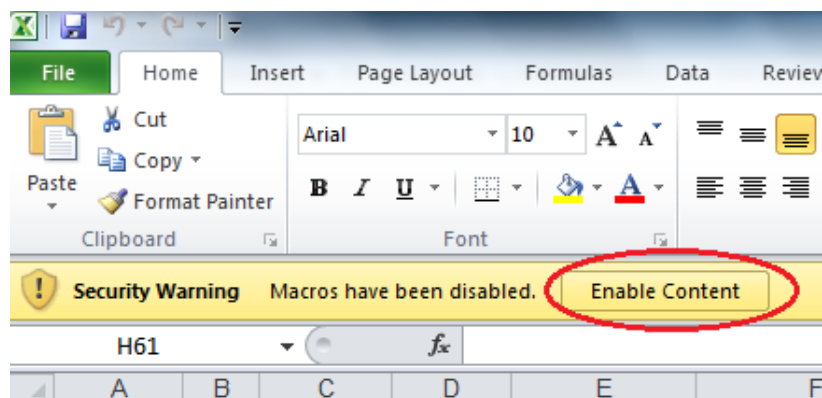 File Home Insert Page Layout Formulas Data Review
Cut
Arial 10 A A
Copy
Paste
B I U A
Format Painter
Clipboard Font
Security Warning Macros have been disabled. Enable Content
H61 fx
A B C D E F